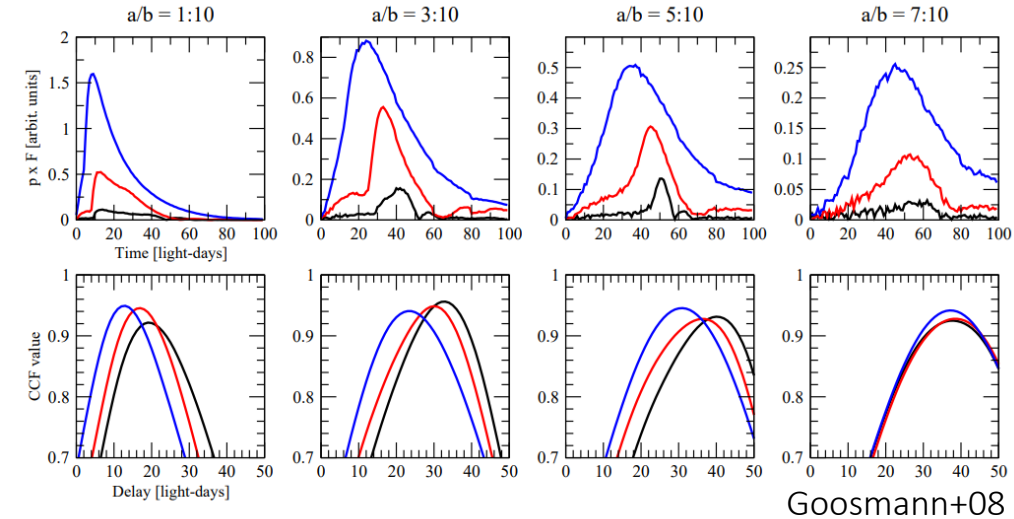 a/b = 1:10 a/b = 3:10 a/b = 5:10 a/b = 7:10
p x F [arbit. units]
2
1.5
1
0.5
0
0 20 40 60 80 100
Time [light-days]
0.8
0.6
0.4
0.2
0
0 20 40 60 80 100
0.5
0.4
0.3
0.2
0.1
0
0 20 40 60 80 100
0.25
0.2
0.15
0.1
0.05
0
0 20 40 60 80 100
CCF value
1
0.9
0.8
0.7
0 10 20 30 40 50
Delay [light-days]
1
0.9
0.8
0.7
0 10 20 30 40 50
1
0.9
0.8
0.7
0 10 20 30 40 50
1
0.9
0.8
0.7
0 10 20 30 40 50
Goosmann+08